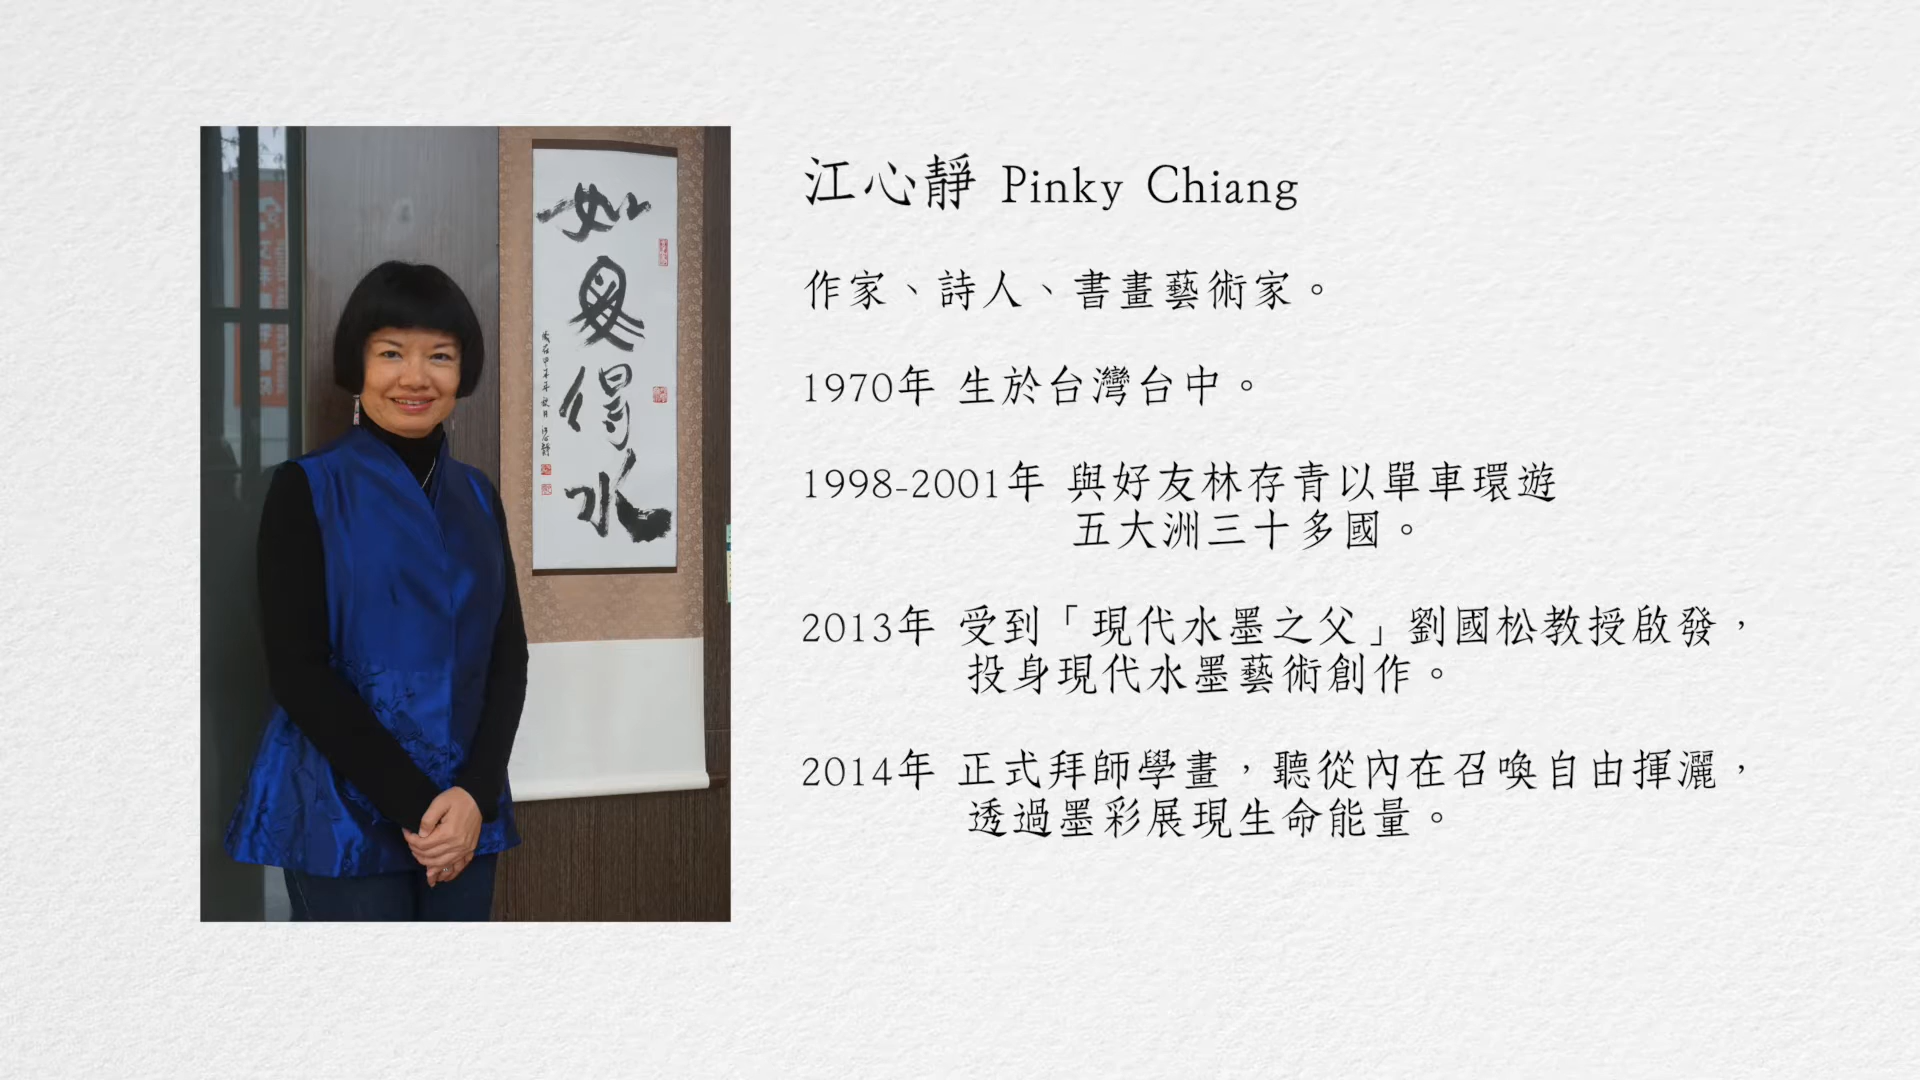 江心靜 Pinky Chiang
作家、詩人、書畫藝術家。
1970年 生於台灣台中。
1998-2001年 與好友林存青以單車環遊
五大洲三十多國。
2013年 受到「現代水墨之父」劉國松教授啟發，
投身現代水墨藝術創作。
2014年 正式拜師學畫，聽從內在召喚自由揮灑，
透過墨彩展現生命能量。
如魚得水